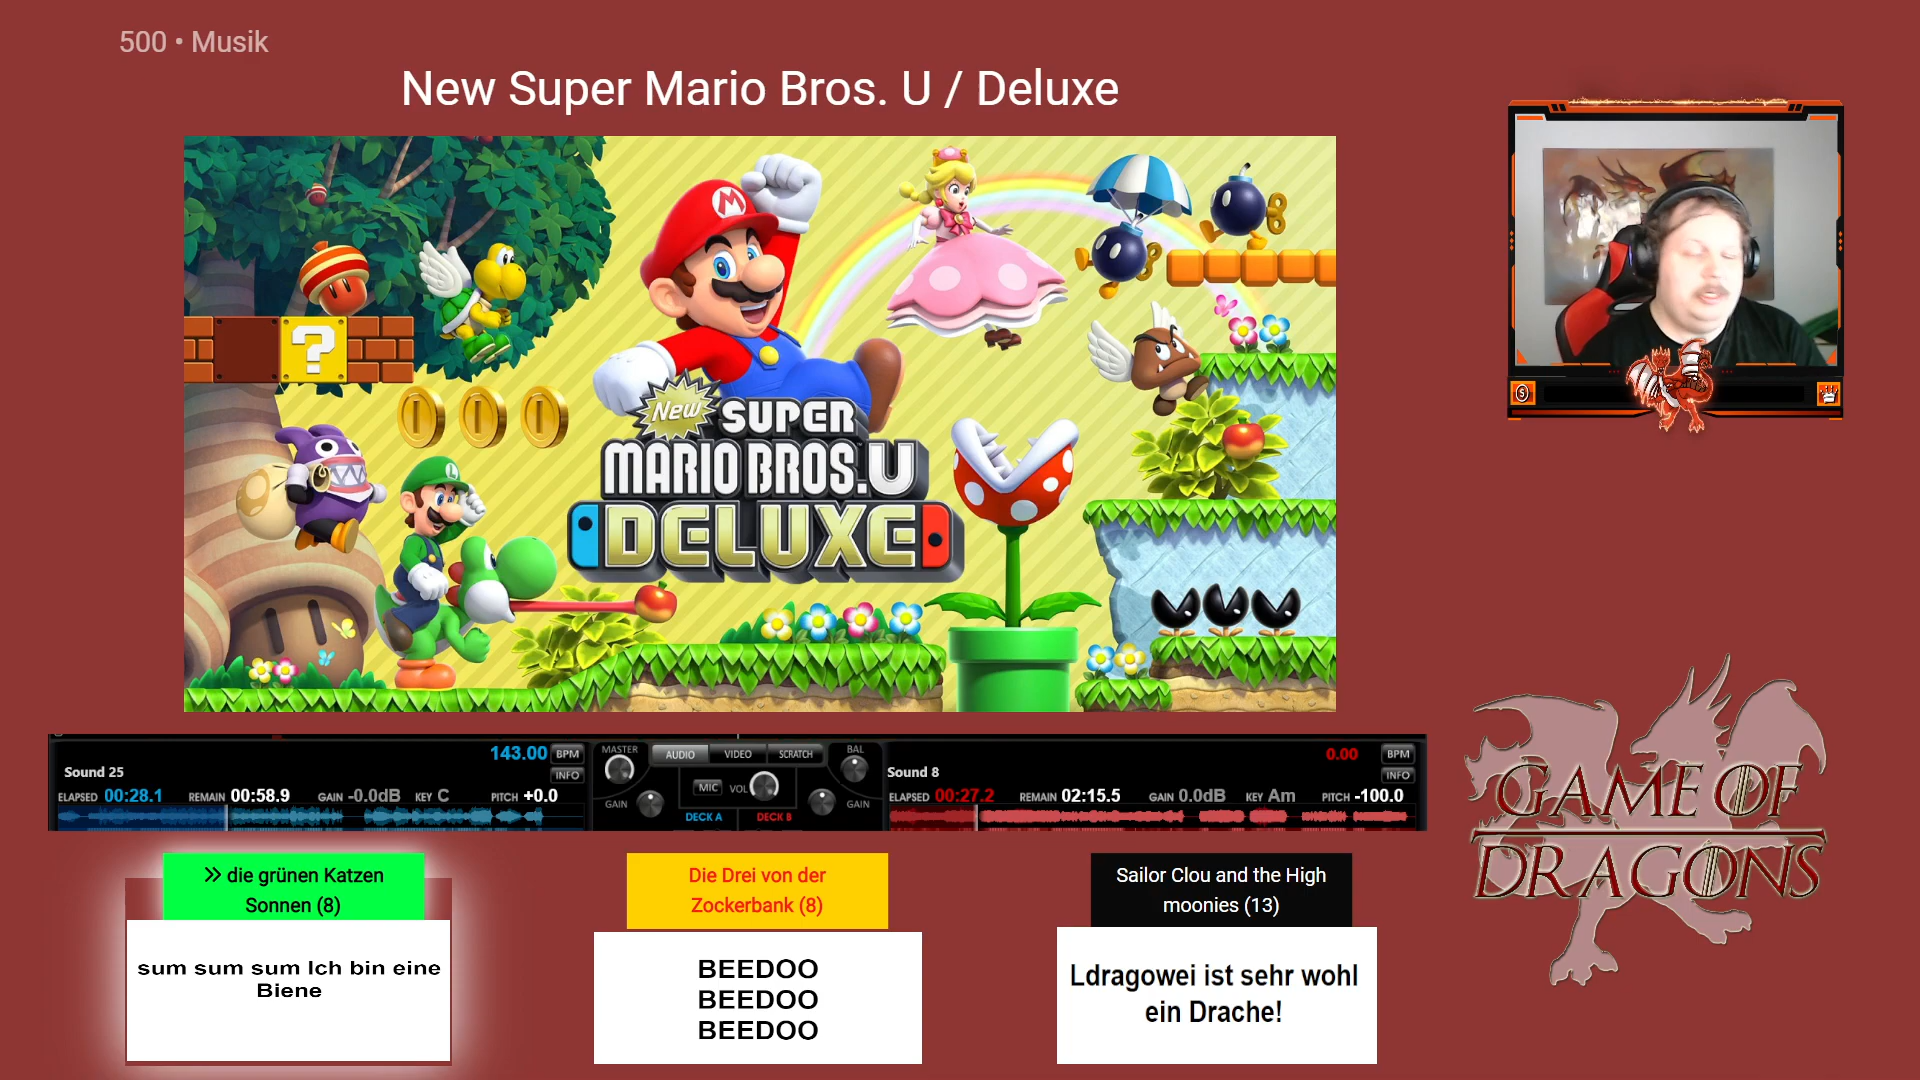 500 • Musik
New Super Mario Bros. U / Deluxe
M
?
L
New SUPER
MARIO BROS.U
DELUXE
143.00 BPM
Sound 25
INFO
ELAPSED 00:28.1 REMAIN 00:58.9 GAIN -0.0dB KEY C PITCH +0.0
MASTER AUDIO VIDEO SCRATCH BAL
MIC VOL
GAIN GAIN
DECK A DECK B
0.00 BPM
Sound 8
INFO
ELAPSED 00:27.2 REMAIN 02:15.5 GAIN 0.0dB KEY Am PITCH -100.0
GAME OF
DRAGONS
» die grünen Katzen
Sonnen (8)
sum sum sum Ich bin eine
Biene
Die Drei von der
Zockerbank (8)
BEEDOO
BEEDOO
BEEDOO
Sailor Clou and the High
moonies (13)
Ldragowei ist sehr wohl
ein Drache!